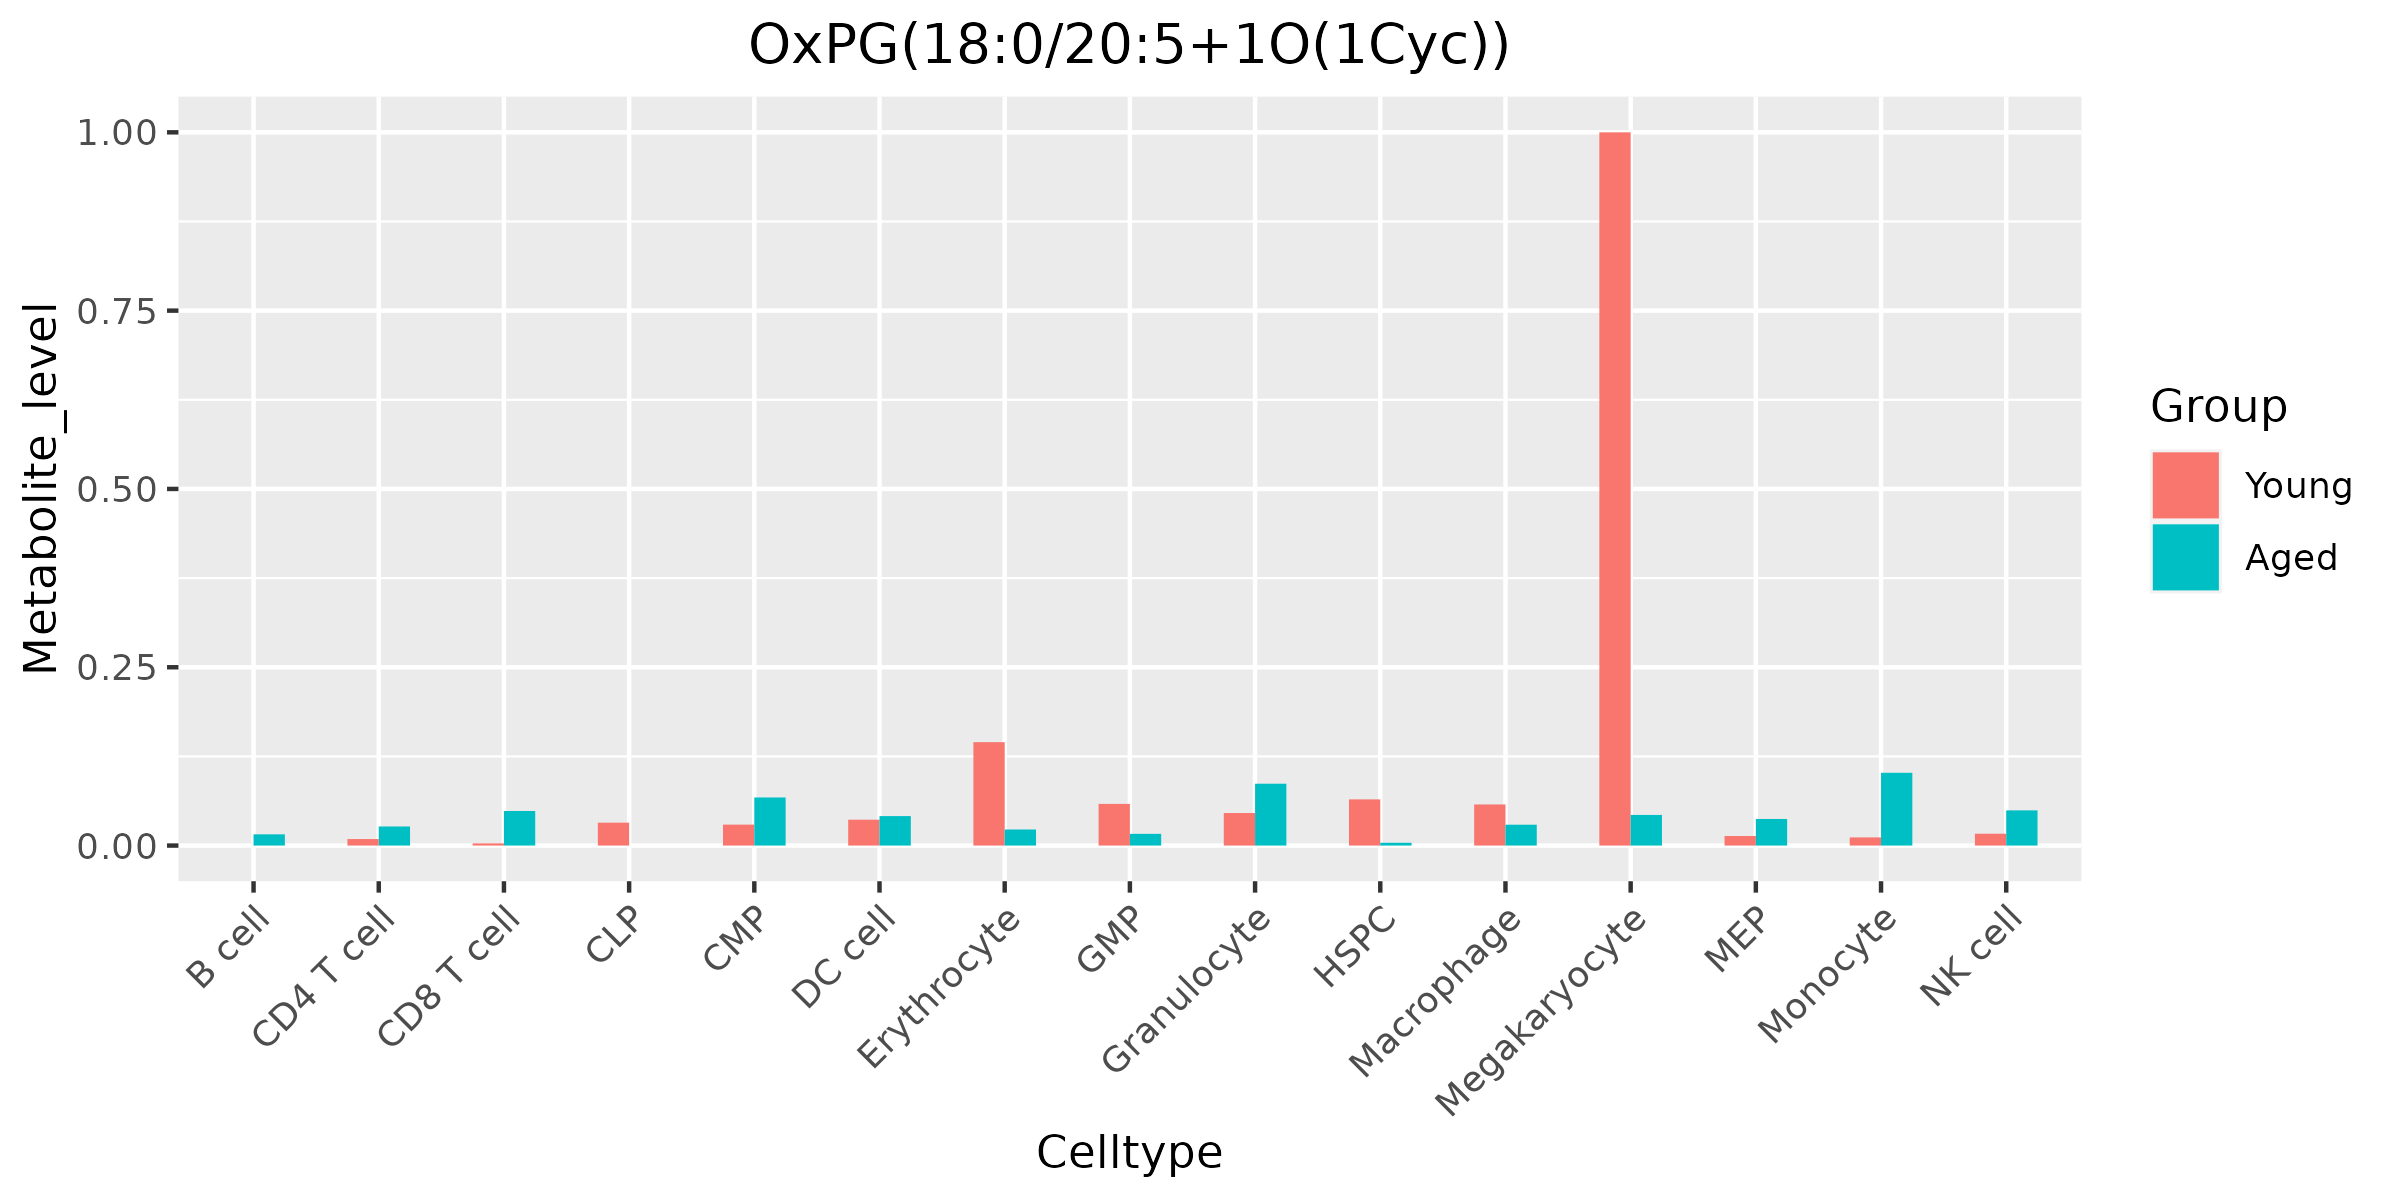 OxPG(18:0/20:5+1O(1Cyc))
Metabolite_level
1.00
0.75
0.50
0.25
0.00
B cell
CD4 T cell
CD8 T cell
CLP
CMP
DC cell
Erythrocyte
GMP
Granulocyte
HSPC
Macrophage
Megakaryocyte
MEP
Monocyte
NK cell
Celltype
Group
Young
Aged